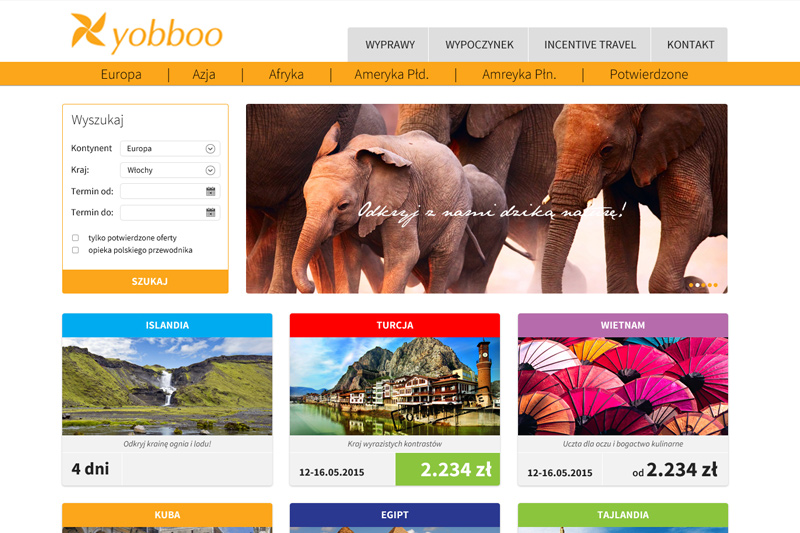 yobboo
WYPRAWY WYPOCZYNEK INCENTIVE TRAVEL KONTAKT
Europa | Azja | Afryka | Ameryka Płd. | Amreyka Płn. | Potwierdzone
Wyszukaj
Kontynent Europa
Kraj: Włochy
Termin od:
Termin do:
tylko potwierdzone oferty
opieka polskiego przewodnika
SZUKAJ
Odkryj z nami dziką naturę!
ISLANDIA
Odkryj krainę ognia i lodu!
4 dni
TURCJA
Kraj wyrazistych kontrastów
12-16.05.2015 2.234 zł
WIETNAM
Uczta dla oczu i bogactwo kulinarne
12-16.05.2015 od 2.234 zł
KUBA
EGIPT
TAJLANDIA